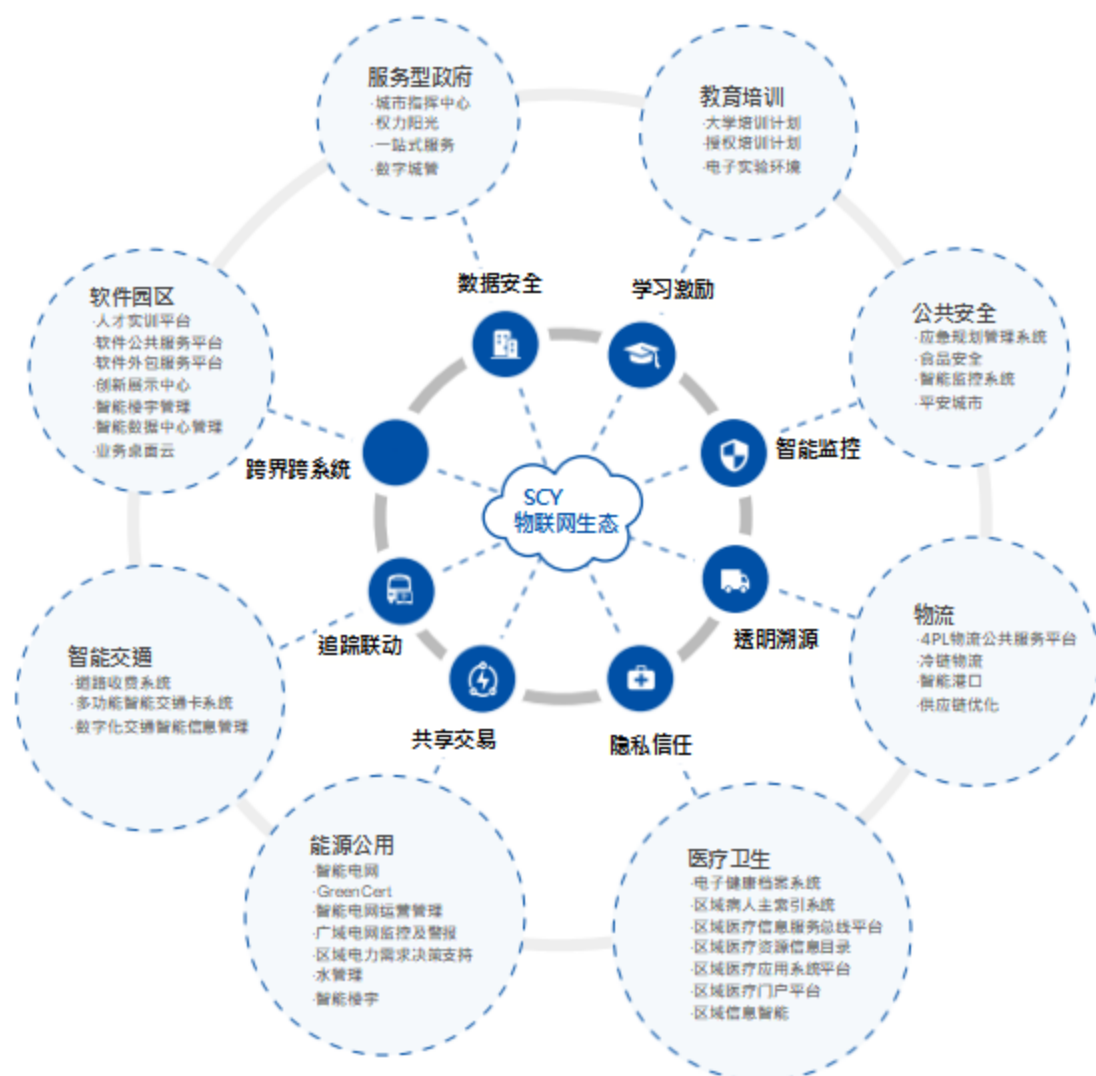 服务型政府
·城市指挥中心
·权力阳光
·一站式服务
·数字城管
教育培训
·大学培训计划
·授权培训计划
·电子实验环境
软件园区
·人才实训平台
·软件公共服务平台
·软件外包服务平台
·创新展示中心
·智能楼宇管理
·智能数据中心管理
·业务桌面云
数据安全
学习激励
公共安全
·应急规划管理系统
·食品安全
·智能监控系统
·平安城市
跨界跨系统
智能监控
SCY
物联网生态
智能交通
·道路收费系统
·多功能智能交通卡系统
·数字化交通智能信息管理
追踪联动
透明溯源
物流
·4PL物流公共服务平台
·冷链物流
·智能港口
·供应链优化
共享交易
隐私信任
能源公用
·智能电网
·GreenCert
·智能电网运营管理
·广域电网监控及警报
·区域电力需求决策支持
·水管理
·智能楼宇
医疗卫生
·电子健康档案系统
·区域病人主索引系统
·区域医疗信息服务总线平台
·区域医疗资源信息目录
·区域医疗应用系统平台
·区域医疗门户平台
·区域信息智能